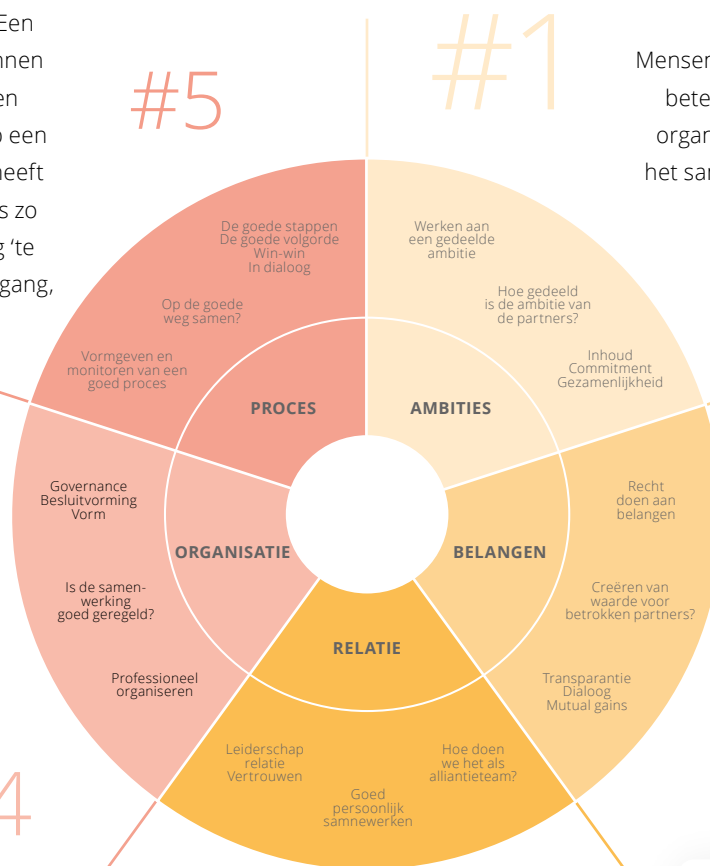 Een
nnen
en
o een
heeft
s zo
g ‘te
gang,
#5
#1
Mensen
bete
organ
het sa
De goede stappen
De goede volgorde
Win-win
In dialoog
Op de goede
weg samen?
Vormgeven en
monitoren van een
goed proces
PROCES
Werken aan
een gedeelde
ambitie
Hoe gedeeld
is de ambitie van
de partners?
Inhoud
Commitment
Gezamenlijkheid
AMBITIES
Recht
doen aan
belangen
Creëren van
waarde voor
betrokken partners?
Transparantie
Dialoog
Mutual gains
BELANGEN
RELATIE
Hoe doen
we het als
alliantieteam?
Goed
persoonlijk
samnewerken
Leiderschap
relatie
Vertrouwen
ORGANISATIE
Governance
Besluitvorming
Vorm
Is de samen-
werking
goed geregeld?
Professioneel
organiseren
4